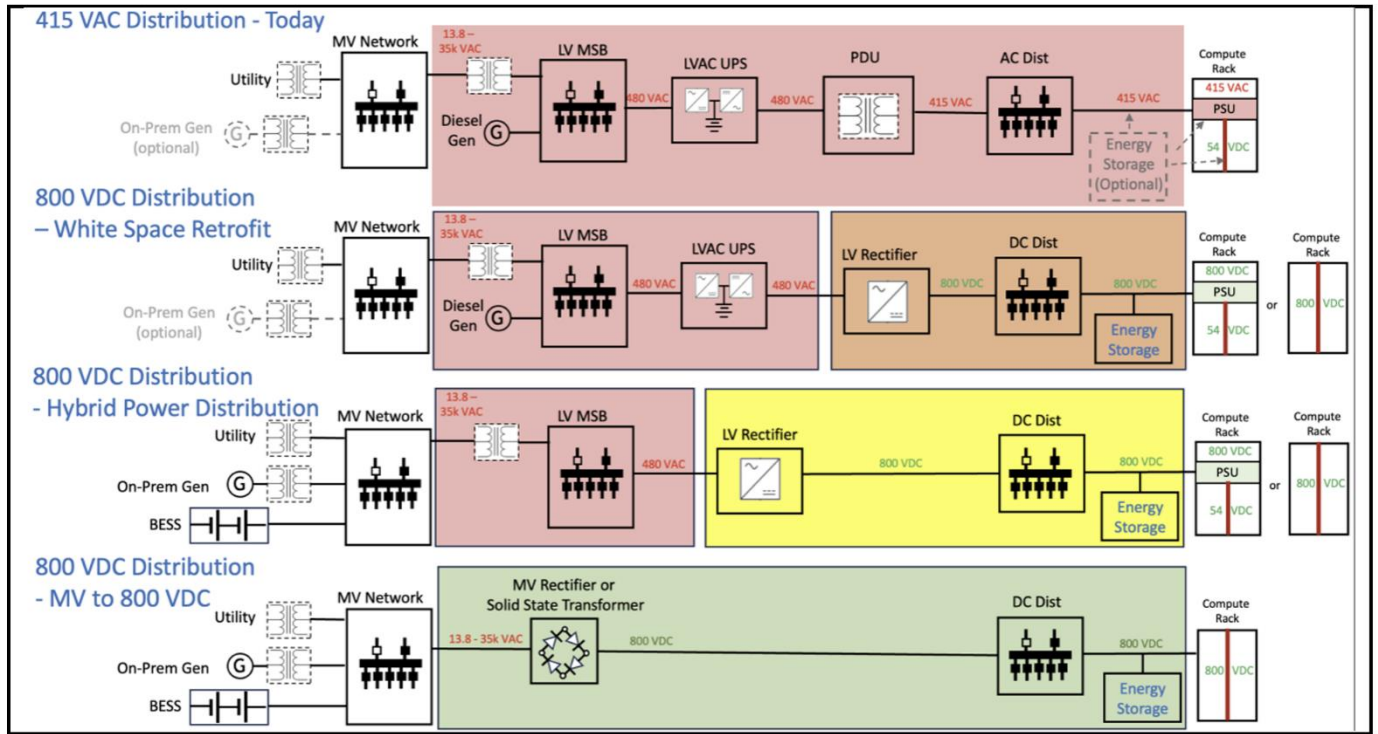 415 VAC Distribution - Today
MV Network
13.8 –
35k VAC
LV MSB
LVAC UPS
PDU
AC Dist
Compute
Rack
Utility
480 VAC
480 VAC
415 VAC
415 VAC
415 VAC
PSU
On-Prem Gen
(optional)
G
Diesel
Gen
G
Energy
Storage
(Optional)
54 VDC
800 VDC Distribution
– White Space Retrofit
MV Network
13.8 –
35k VAC
LV MSB
LVAC UPS
LV Rectifier
DC Dist
Compute
Rack
Compute
Rack
Utility
480 VAC
480 VAC
800 VDC
800 VDC
800 VDC
PSU
or
800 VDC
On-Prem Gen
(optional)
G
Diesel
Gen
G
Energy
Storage
54 VDC
800 VDC Distribution
- Hybrid Power Distribution
MV Network
13.8 –
35k VAC
LV MSB
LV Rectifier
DC Dist
Compute
Rack
Compute
Rack
Utility
480 VAC
800 VDC
800 VDC
800 VDC
PSU
or
800 VDC
On-Prem Gen
G
BESS
Energy
Storage
54 VDC
800 VDC Distribution
- MV to 800 VDC
MV Network
MV Rectifier or
Solid State Transformer
DC Dist
Compute
Rack
Utility
13.8 - 35k VAC
800 VDC
800 VDC
800 VDC
On-Prem Gen
G
BESS
Energy
Storage